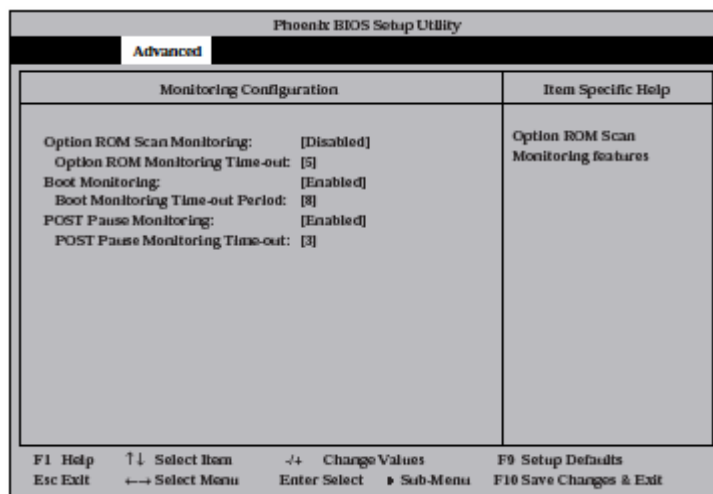 Phoenix BIOS Setup Utility
Advanced
Monitoring Configuration
Item Specific Help
Option ROM Scan Monitoring: [Disabled]
Option ROM Monitoring Time-out: [5]
Boot Monitoring: [Enabled]
Boot Monitoring Time-out Period: [8]
POST Pause Monitoring: [Enabled]
POST Pause Monitoring Time-out: [3]
Option ROM Scan
Monitoring features
F1 Help ↑↓ Select Item -/+ Change Values F9 Setup Defaults
Esc Exit ←→ Select Menu Enter Select ▶ Sub-Menu F10 Save Changes & Exit